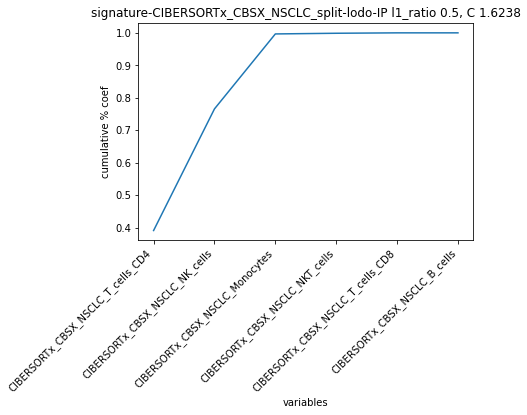 signature-CIBERSORTx_CBSX_NSCLC_split-lodo-IP l1_ratio 0.5, C 1.6238
1.0
0.9
0.8
0.7
0.6
0.5
0.4
cumulative % coef
CIBERSORTx_CBSX_NSCLC_T_cells_CD4
CIBERSORTx_CBSX_NSCLC_NK_cells
CIBERSORTx_CBSX_NSCLC_Monocytes
CIBERSORTx_CBSX_NSCLC_NKT_cells
CIBERSORTx_CBSX_NSCLC_T_cells_CD8
CIBERSORTx_CBSX_NSCLC_B_cells
variables